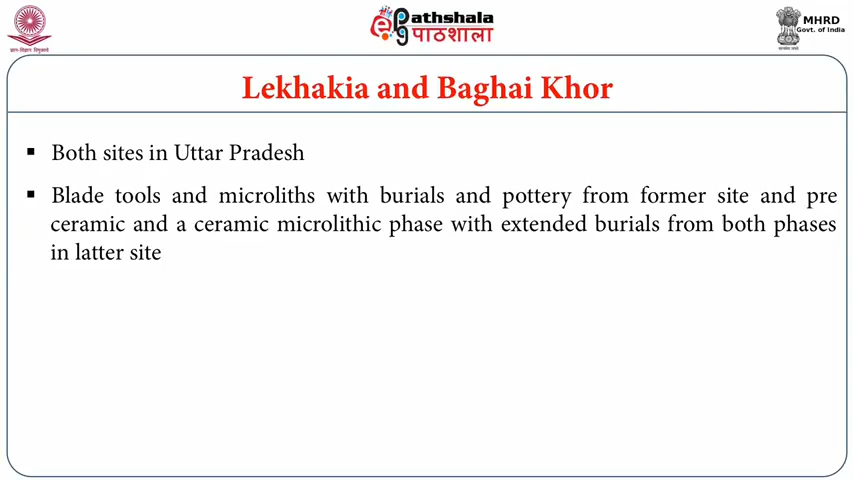 ePathshala
पाठशाला
MHRD
Govt. of India
Lekhakia and Baghai Khor
▪ Both sites in Uttar Pradesh
▪ Blade tools and microliths with burials and pottery from former site and pre
ceramic and a ceramic microlithic phase with extended burials from both phases
in latter site